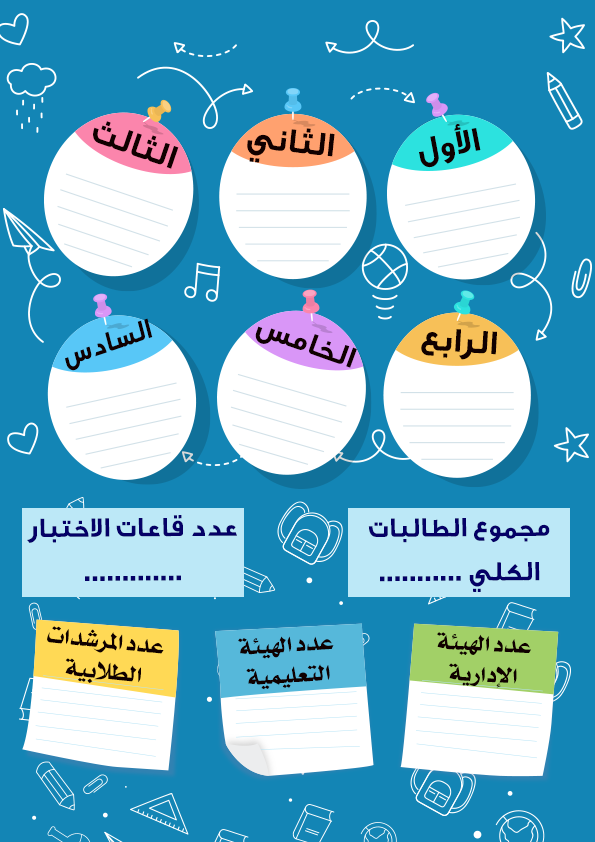 الأول
الثاني
الثالث
الرابع
الخامس
السادس
مجموع الطالبات
الكلي ...........
عدد قاعات الاختبار
.............
عدد الهيئة
الإدارية
عدد الهيئة
التعليمية
عدد المرشدات
الطلابية